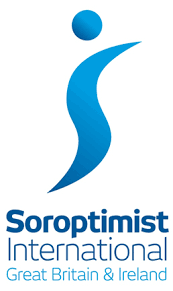 Soroptimist
International
Great Britain & Ireland